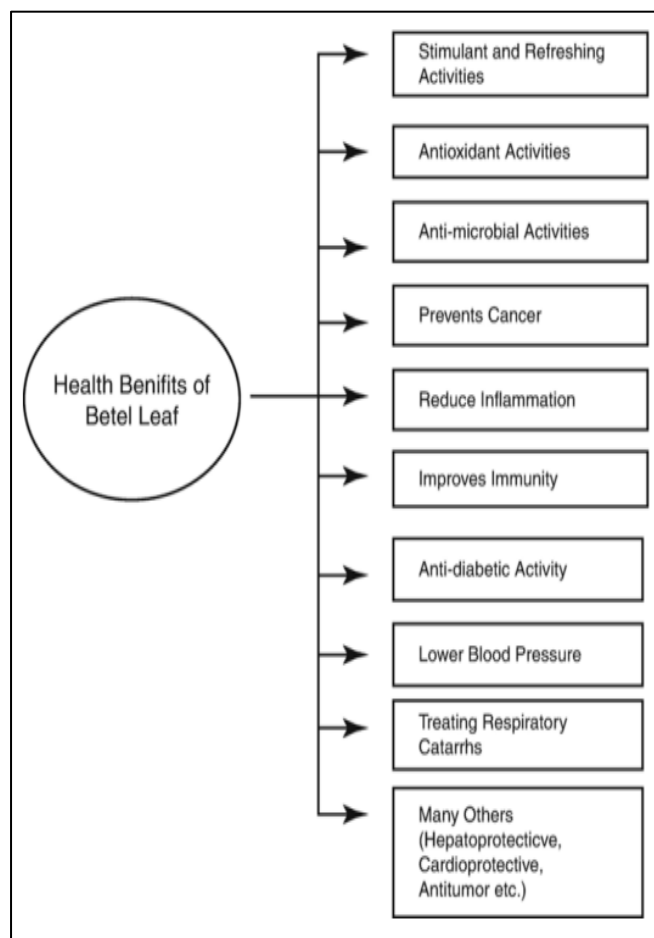 Health Benifits of
Betel Leaf
Stimulant and Refreshing
Activities
Antioxidant Activities
Anti-microbial Activities
Prevents Cancer
Reduce Inflammation
Improves Immunity
Anti-diabetic Activity
Lower Blood Pressure
Treating Respiratory
Catarrhs
Many Others
(Hepatoprotecticve,
Cardioprotective,
Antitumor etc.)